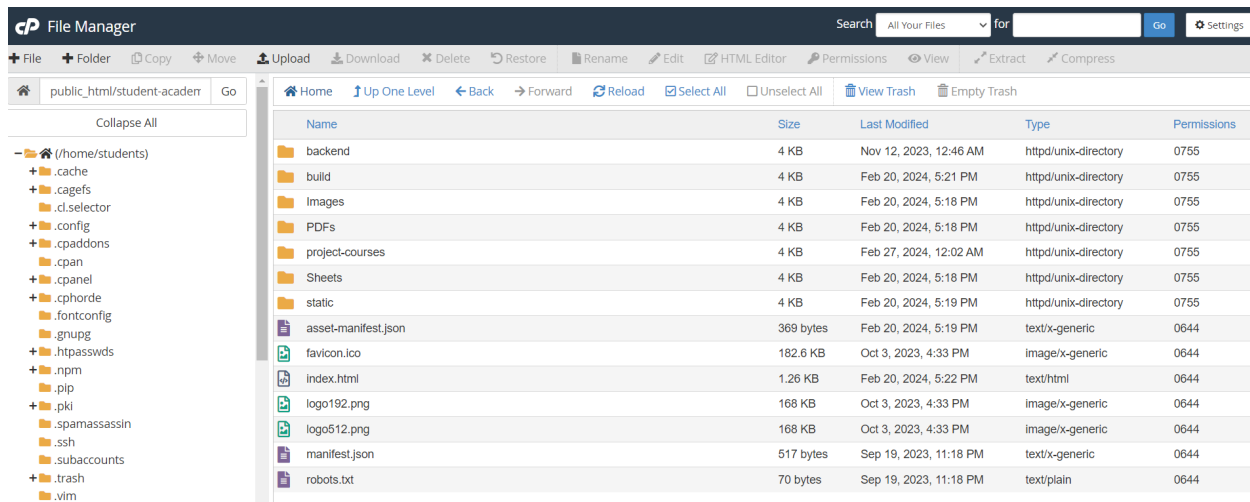 cP File Manager Search All Your Files for Go Settings
File Folder Copy Move Upload Download Delete Restore Rename Edit HTML Editor Permissions View Extract Compress
public_html/student-academ Go
Collapse All
(/home/students)
.cache
.cagefs
.cl.selector
.config
.cpaddons
.cpan
.cpanel
.cphorde
.fontconfig
.gnupg
.htpasswds
.npm
.pip
.pki
.spamassassin
.ssh
.subaccounts
.trash
.vim
Home Up One Level Back Forward Reload Select All Unselect All View Trash Empty Trash
Name Size Last Modified Type Permissions
backend 4 KB Nov 12, 2023, 12:46 AM httpd/unix-directory 0755
build 4 KB Feb 20, 2024, 5:21 PM httpd/unix-directory 0755
Images 4 KB Feb 20, 2024, 5:18 PM httpd/unix-directory 0755
PDFs 4 KB Feb 20, 2024, 5:18 PM httpd/unix-directory 0755
project-courses 4 KB Feb 27, 2024, 12:02 AM httpd/unix-directory 0755
Sheets 4 KB Feb 20, 2024, 5:18 PM httpd/unix-directory 0755
static 4 KB Feb 20, 2024, 5:19 PM httpd/unix-directory 0755
asset-manifest.json 369 bytes Feb 20, 2024, 5:19 PM text/x-generic 0644
favicon.ico 182.6 KB Oct 3, 2023, 4:33 PM image/x-generic 0644
index.html 1.26 KB Feb 20, 2024, 5:22 PM text/html 0644
logo192.png 168 KB Oct 3, 2023, 4:33 PM image/x-generic 0644
logo512.png 168 KB Oct 3, 2023, 4:33 PM image/x-generic 0644
manifest.json 517 bytes Sep 19, 2023, 11:18 PM text/x-generic 0644
robots.txt 70 bytes Sep 19, 2023, 11:18 PM text/plain 0644